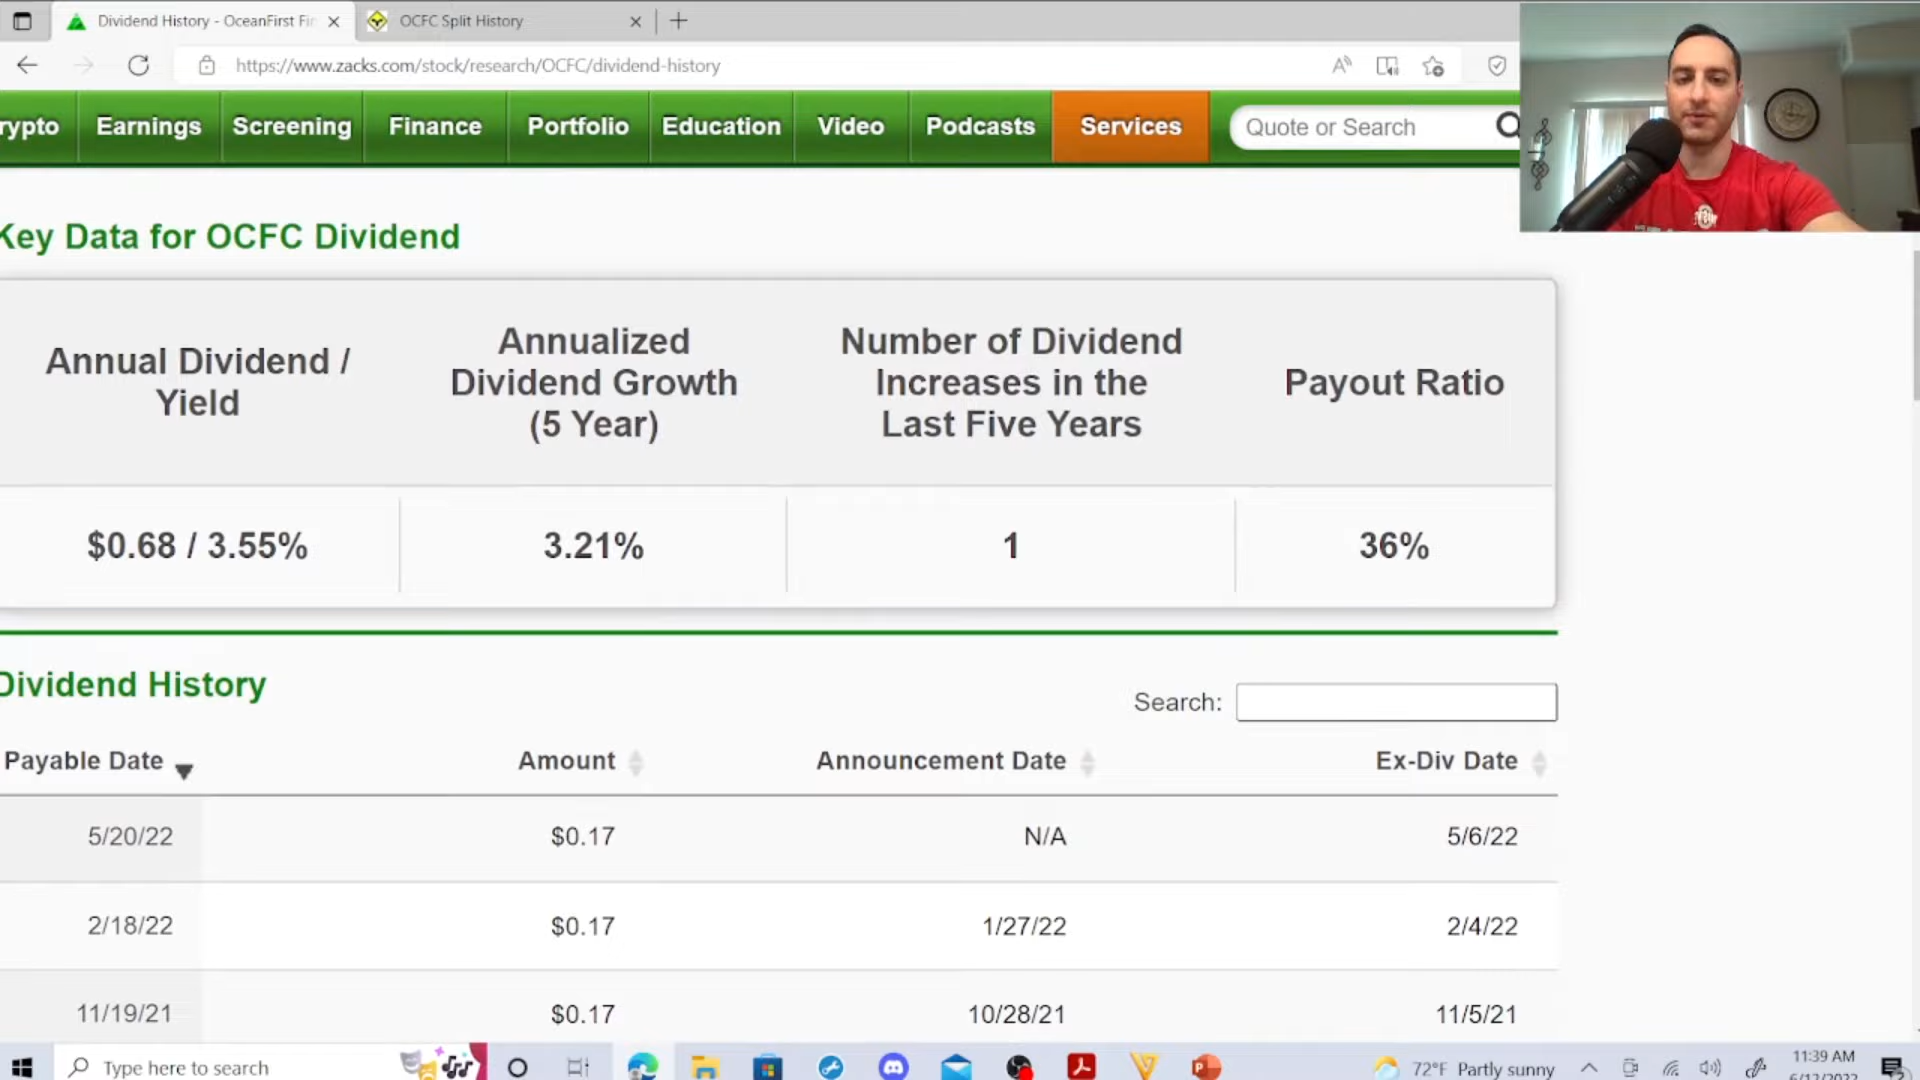 Dividend History - OceanFirst Fin
OCFC Split History
https://www.zacks.com/stock/research/OCFC/dividend-history
rypto Earnings Screening Finance Portfolio Education Video Podcasts Services Quote or Search
Key Data for OCFC Dividend
Annual Dividend /
Yield
Annualized
Dividend Growth
(5 Year)
Number of Dividend
Increases in the
Last Five Years
Payout Ratio
$0.68 / 3.55% 3.21% 1 36%
Dividend History
Search:
Payable Date Amount Announcement Date Ex-Div Date
5/20/22 $0.17 N/A 5/6/22
2/18/22 $0.17 1/27/22 2/4/22
11/19/21 $0.17 10/28/21 11/5/21
Type here to search
72°F Partly sunny
11:39 AM